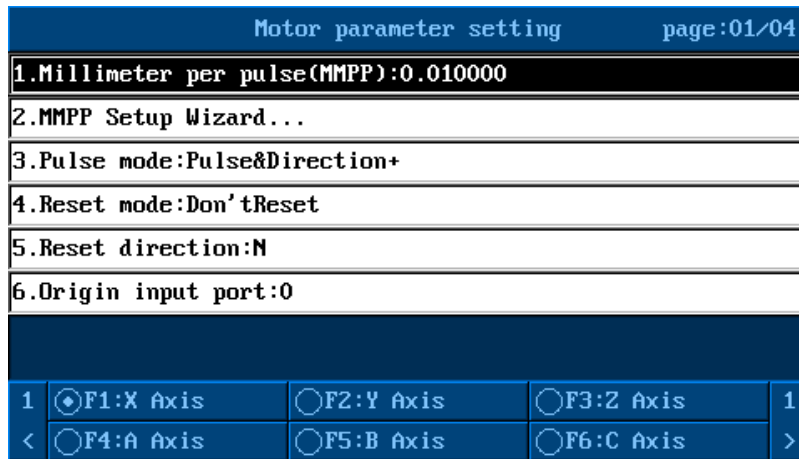 Motor parameter setting page:01/04
1.Millimeter per pulse(MMPP):0.010000
2.MMPP Setup Wizard...
3.Pulse mode:Pulse&Direction+
4.Reset mode:Don'tReset
5.Reset direction:N
6.Origin input port:0
1 F1:X Axis F2:Y Axis F3:Z Axis 1
< F4:A Axis F5:B Axis F6:C Axis >